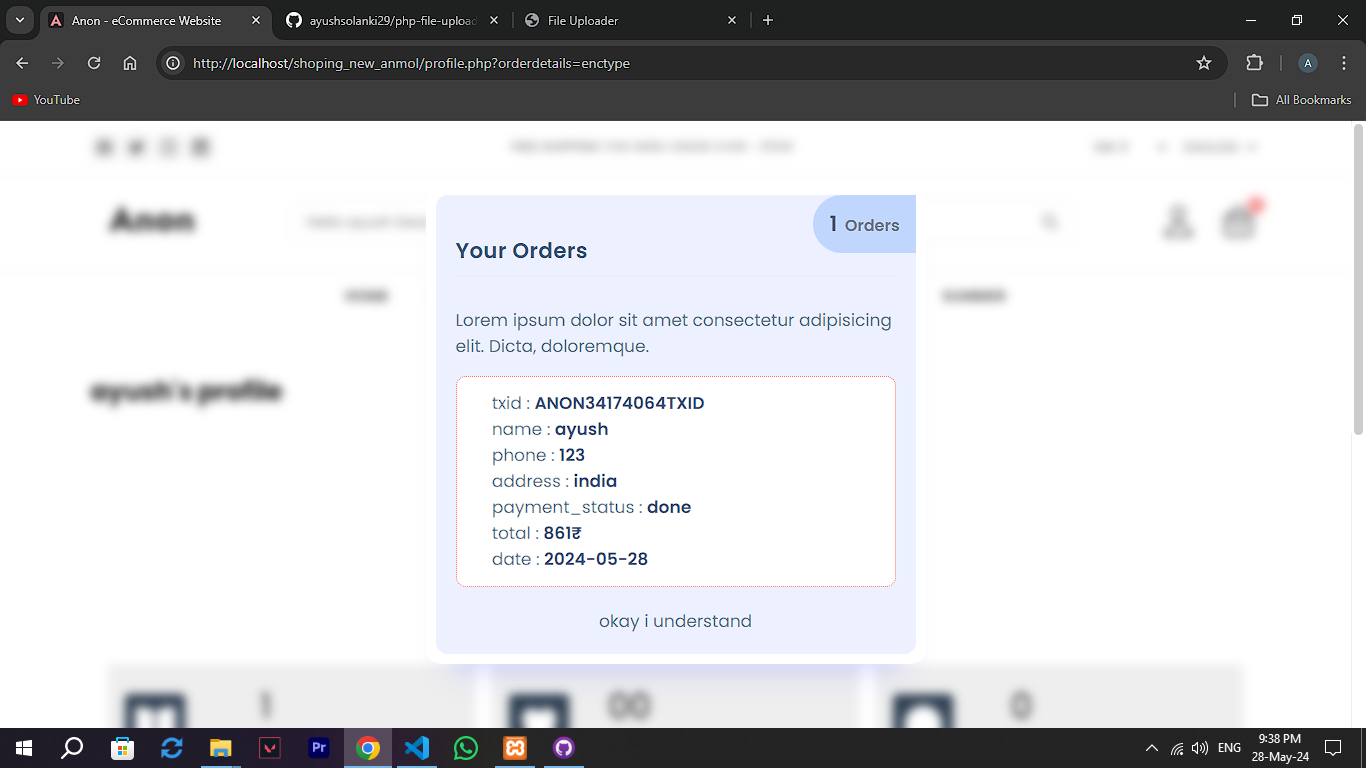 Anon - eCommerce Website
ayushsolanki29/php-file-upload
File Uploader
http://localhost/shoping_new_anmol/profile.php?orderdetails=enctype
A
YouTube
All Bookmarks
Anon
1 Orders
Your Orders
HOME
SUMMER
Lorem ipsum dolor sit amet consectetur adipisicing
elit. Dicta, doloremque.
ayush's profile
txid : ANON34174064TXID
name : ayush
phone : 123
address : india
payment_status : done
total : 861₹
date : 2024-05-28
okay i understand
1
00
0
Pr
ENG
9:38 PM
28-May-24